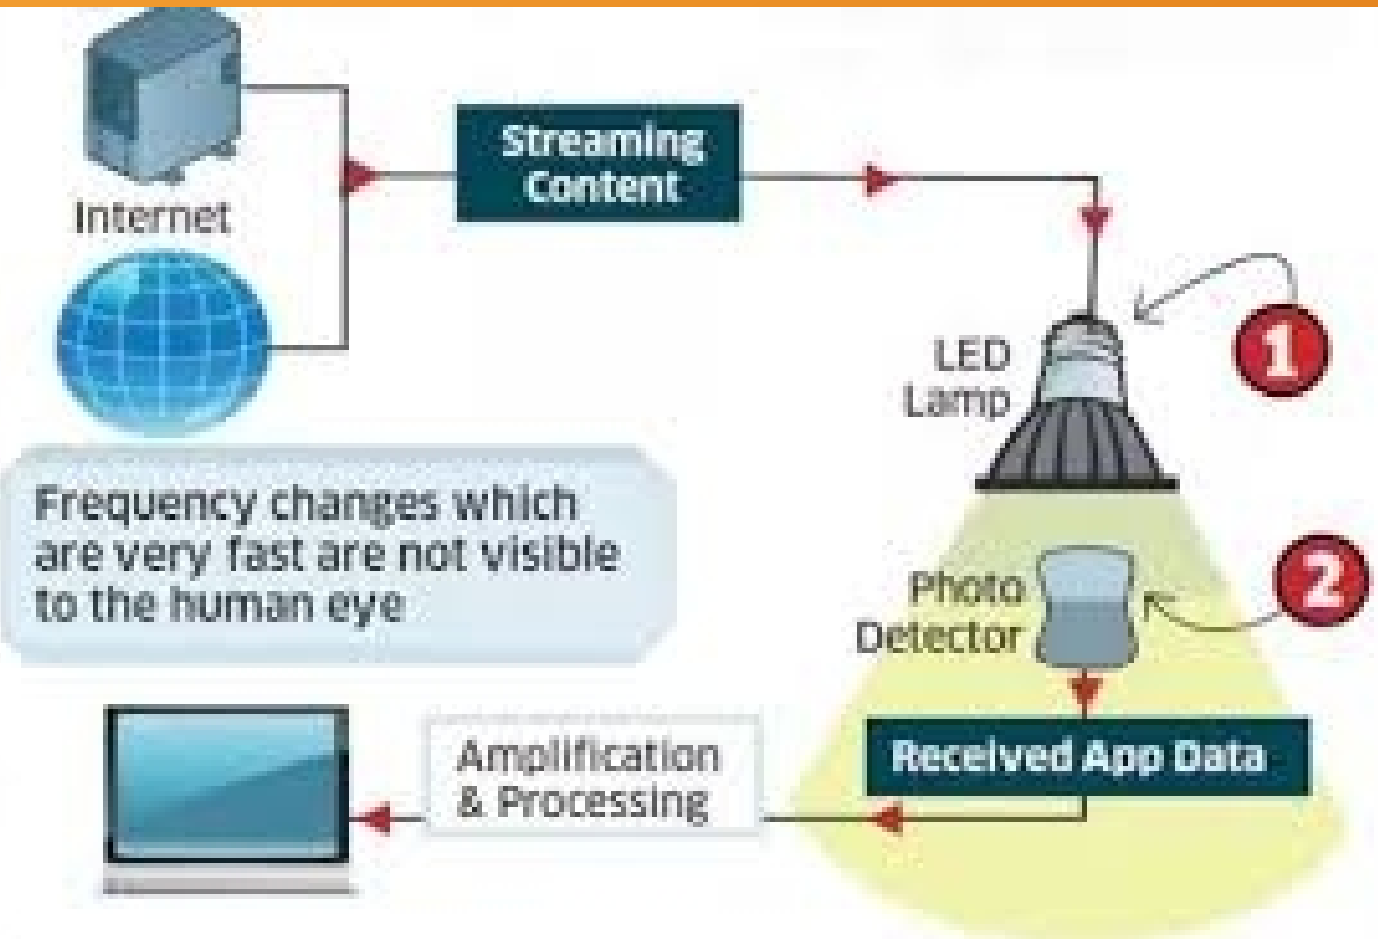 Streaming
Content
Internet
1
LED
Lamp
Frequency changes which
are very fast are not visible
to the human eye
2
Photo
Detector
Received App Data
Amplification
& Processing